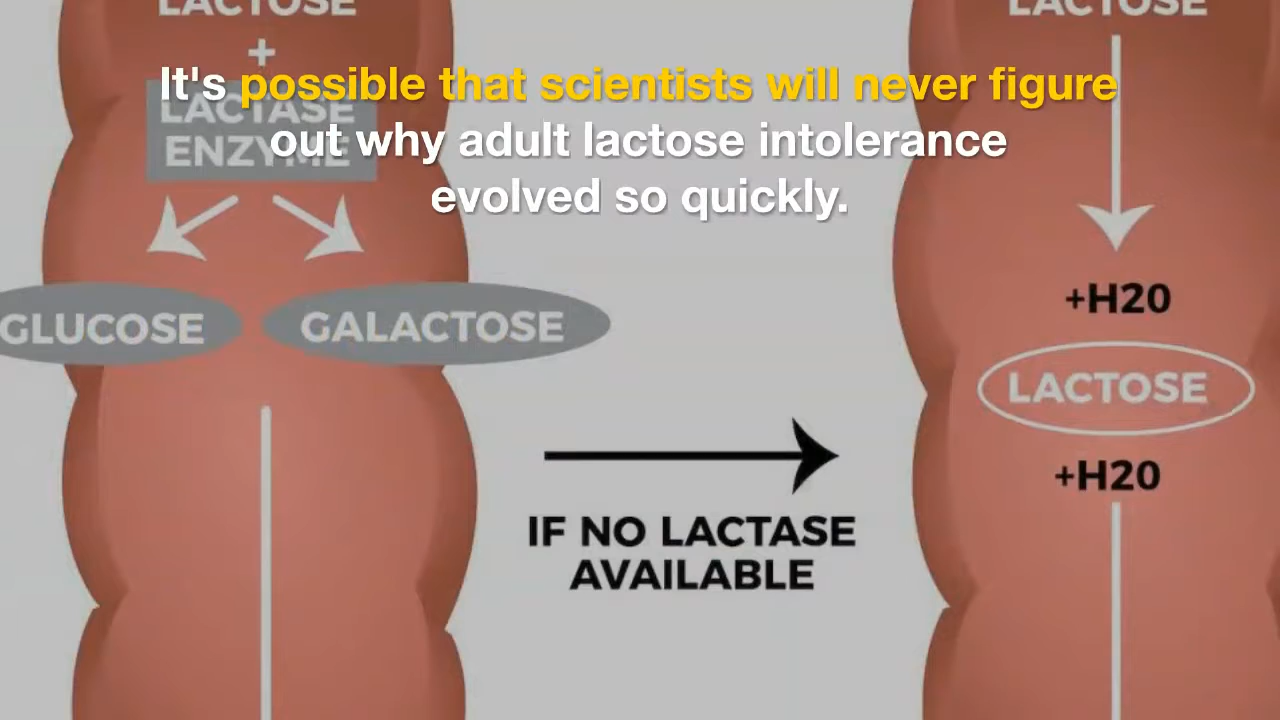 LACTOSE
+
LACTASE
ENZYME
GLUCOSE
GALACTOSE
It's possible that scientists will never figure
out why adult lactose intolerance
evolved so quickly.
IF NO LACTASE
AVAILABLE
LACTOSE
+H20
LACTOSE
+H20